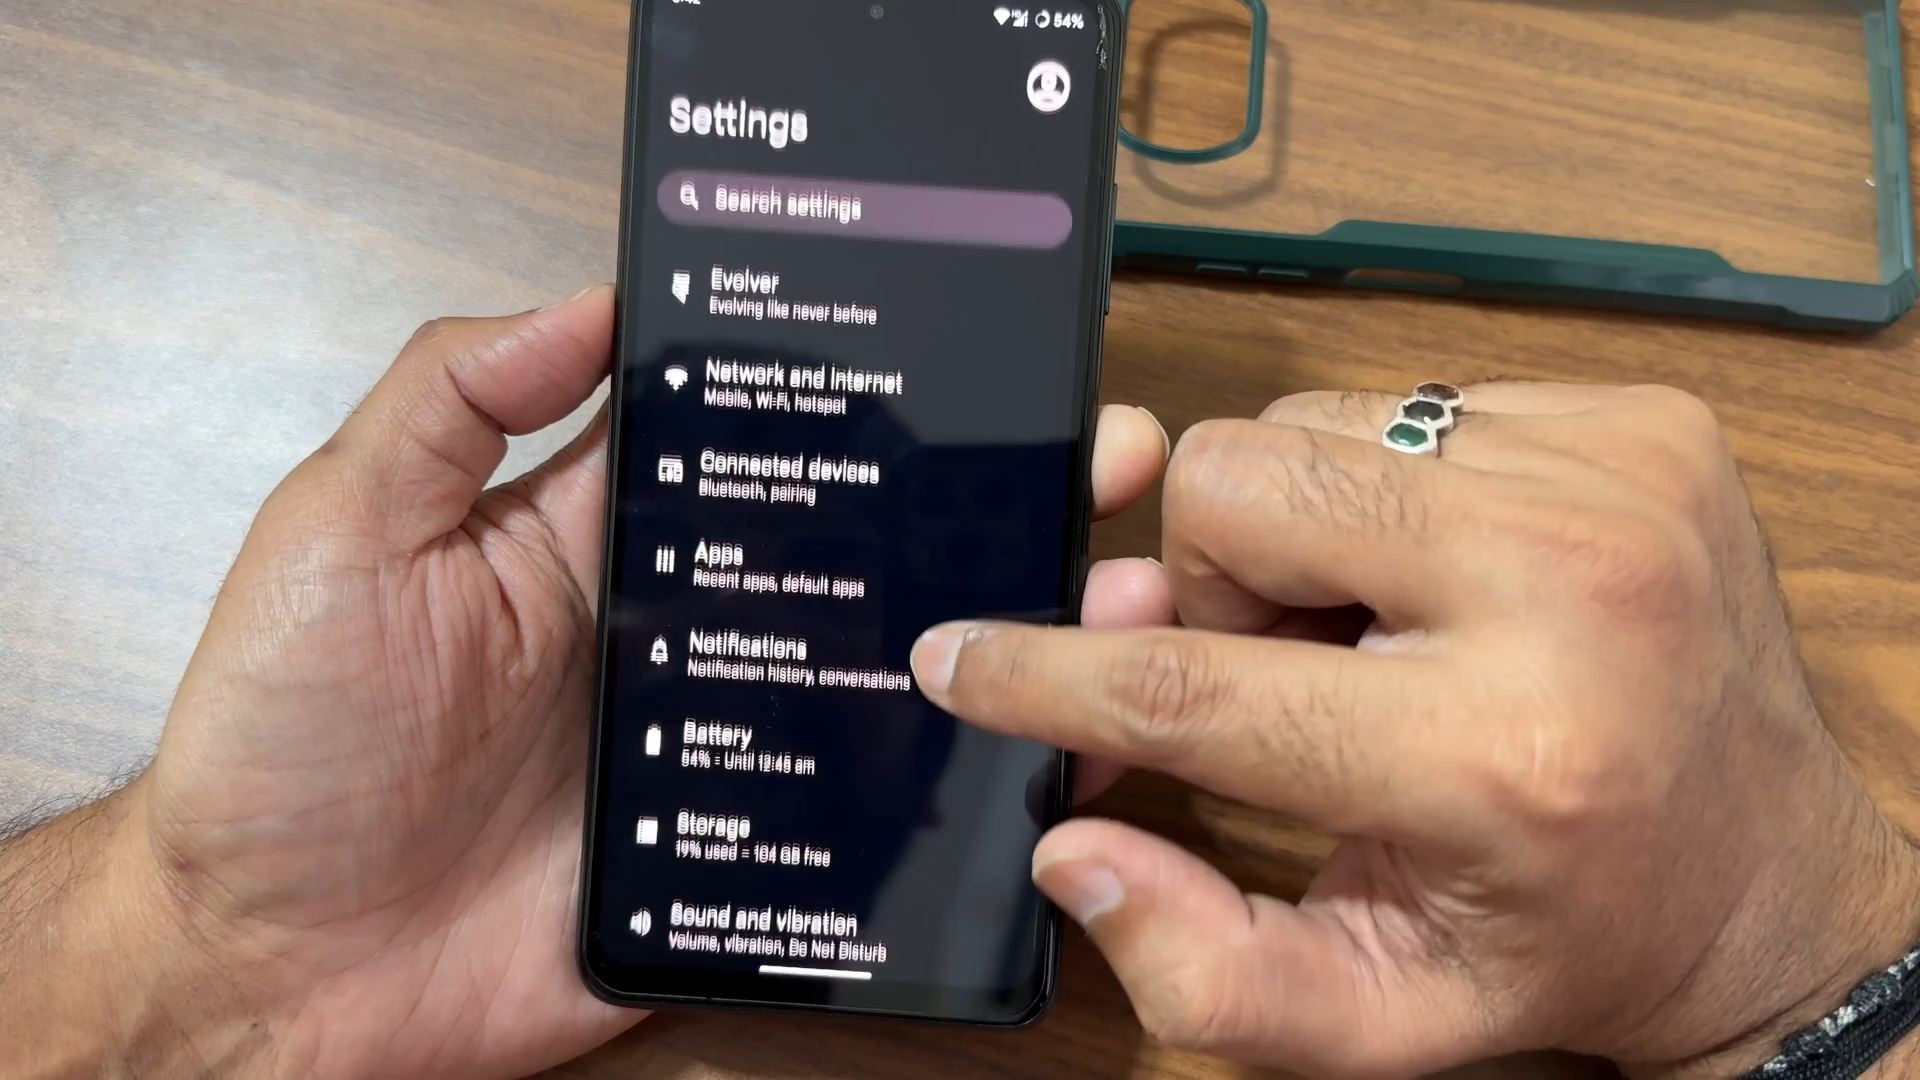 54%
Settings
Search settings
Evolver
Evolving like never before
Network and internet
Mobile, Wi-Fi, hotspot
Connected devices
Bluetooth, pairing
Apps
Recent apps, default apps
Notifications
Notification history, conversations
Battery
54% - Until 12:45 am
Storage
19% used - 104 GB free
Sound and vibration
Volume, vibration, Do Not Disturb